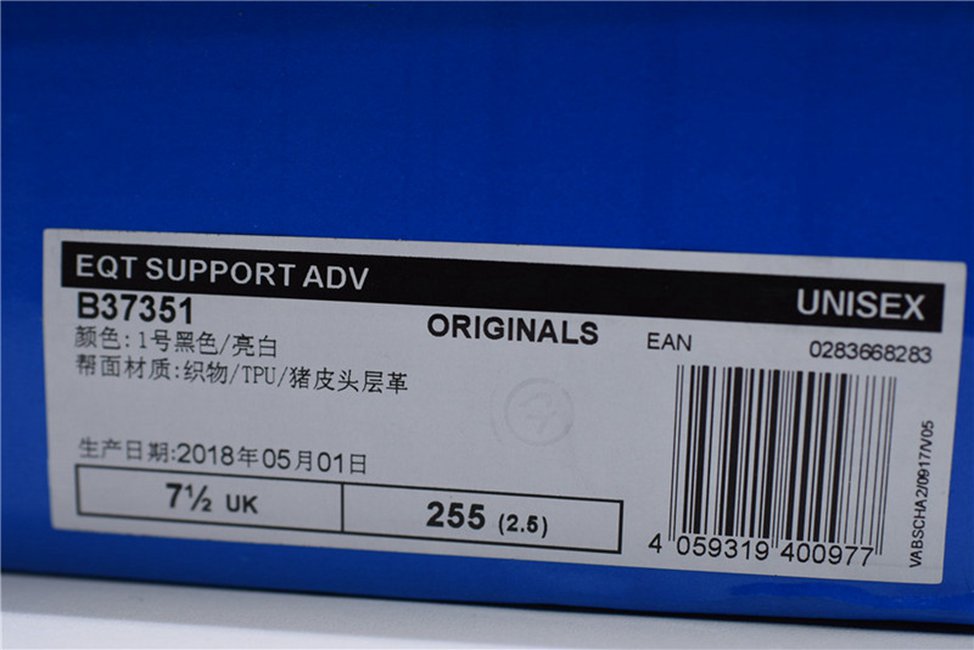 EQT SUPPORT ADV
UNISEX
B37351
ORIGINALS
EAN
0283668283
颜色:1号黑色/亮白
帮面材质:织物/TPU/猪皮头层革
生产日期:2018年05月01日
7½ UK
255 (2.5)
4 059319 400977
VABSCHA2/0917/V05